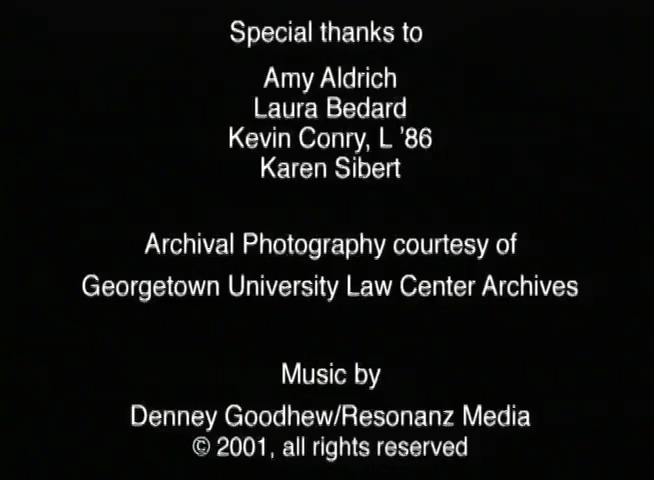 Special thanks to
Amy Aldrich
Laura Bedard
Kevin Conry, L '86
Karen Sibert
Archival Photography courtesy of
Georgetown University Law Center Archives
Music by
Denney Goodhew/Resonanz Media
© 2001, all rights reserved